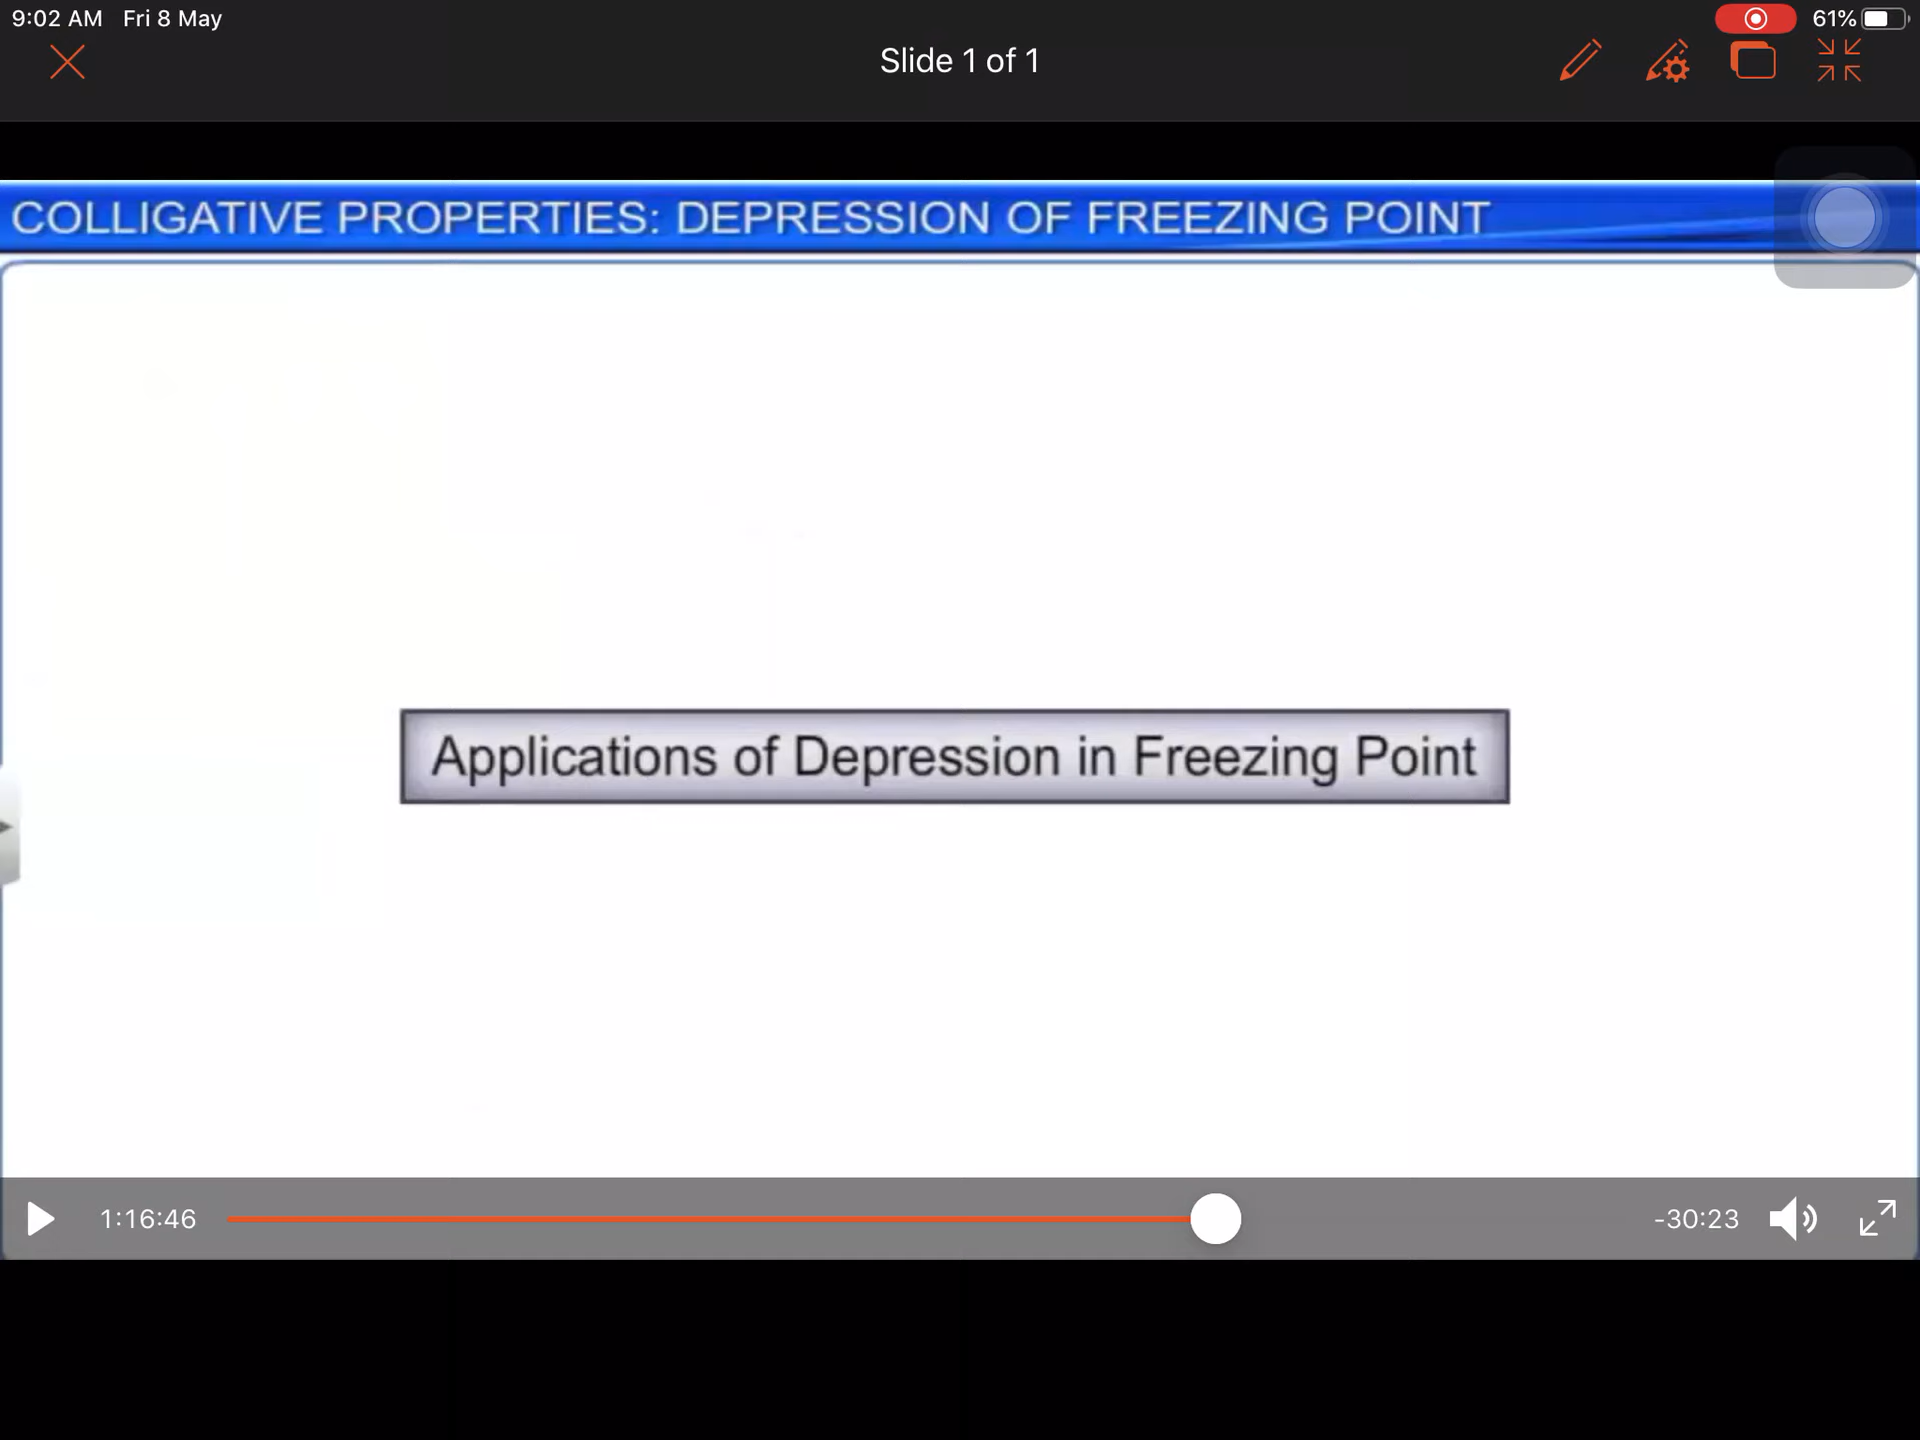 9:02 AM Fri 8 May
61%
Slide 1 of 1
COLLIGATIVE PROPERTIES: DEPRESSION OF FREEZING POINT
Applications of Depression in Freezing Point
1:16:46
-30:23